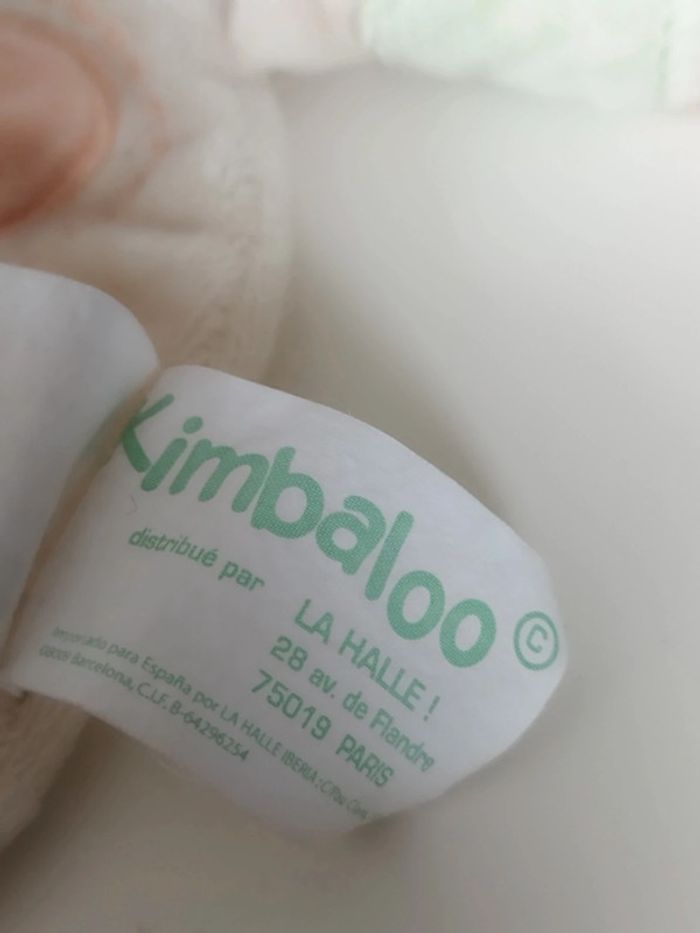 Kimbaloo ©
distribué par
LA HALLE !
28 av. de Flandre
75019 PARIS
importado para España por LA HALLE IBERIA : C/
08009 Barcelona, C.I.F. B-64296254